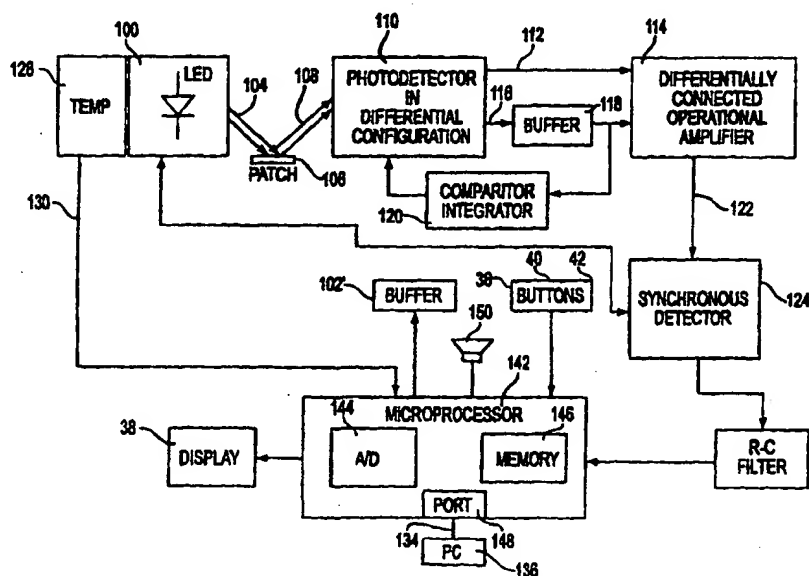 100
110
112
114
126
LED
TEMP
104
108
PHOTODETECTOR
IN
DIFFERENTIAL
CONFIGURATION
116
118
BUFFER
DIFFERENTIALLY
CONNECTED
OPERATIONAL
AMPLIFIER
PATCH
106
COMPARITOR
INTEGRATOR
120
122
130
102'
BUFFER
40
42
36
BUTTONS
SYNCHRONOUS
DETECTOR
124
150
142
MICROPROCESSOR
144
A/D
146
MEMORY
38
DISPLAY
R-C
FILTER
PORT
134
148
PC
136